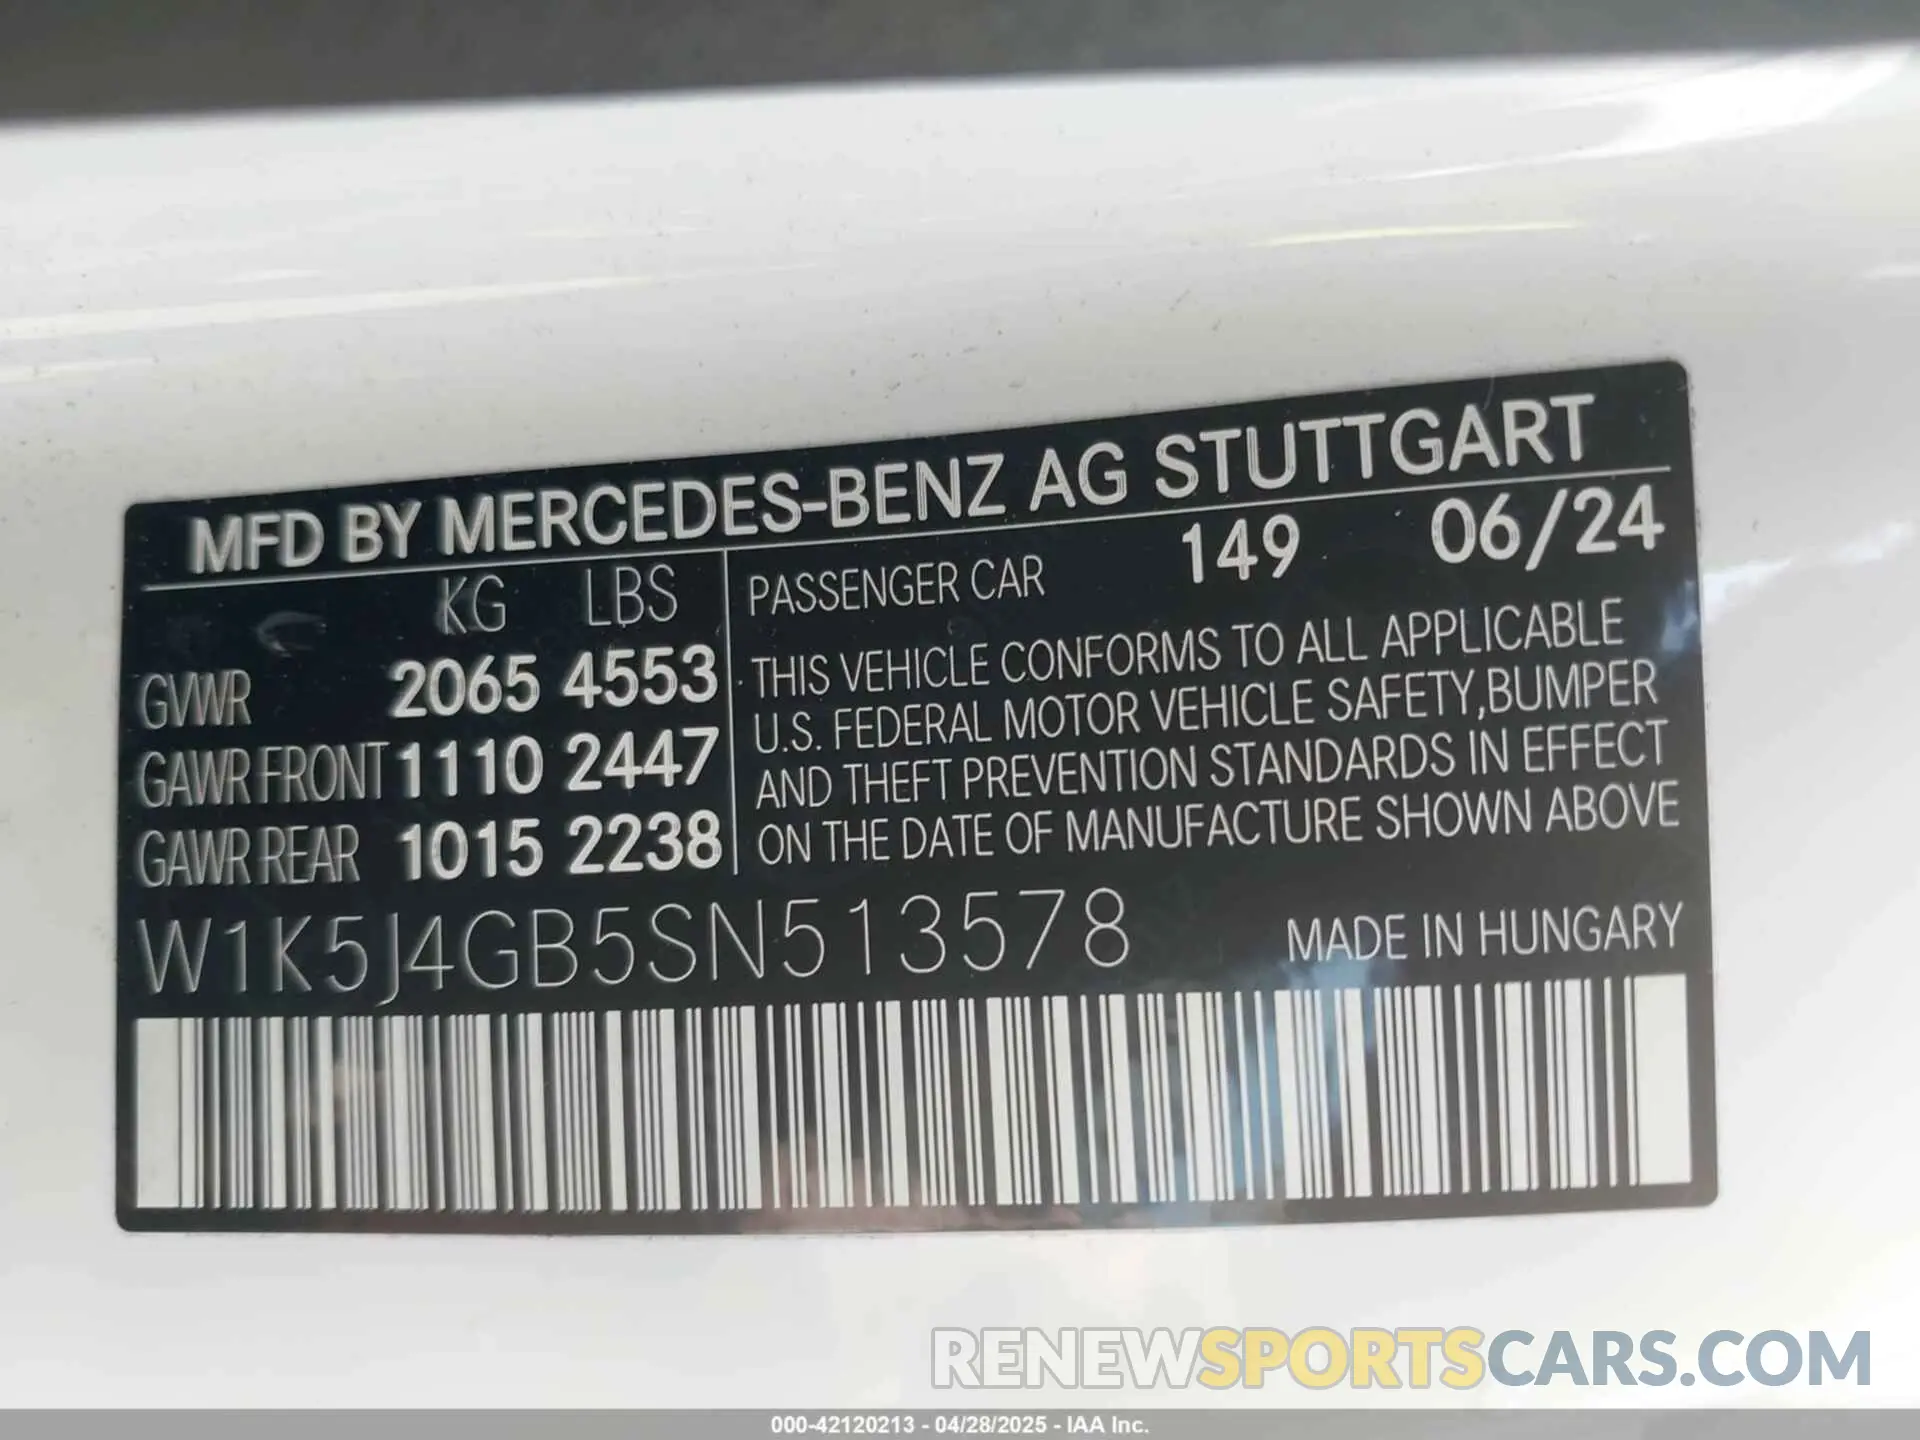 MFD BY MERCEDES-BENZ AG STUTTGART
KG LBS
PASSENGER CAR 149 06/24
GVWR 2065 4553
GAWR FRONT 1110 2447
GAWR REAR 1015 2238
THIS VEHICLE CONFORMS TO ALL APPLICABLE
U.S. FEDERAL MOTOR VEHICLE SAFETY,BUMPER
AND THEFT PREVENTION STANDARDS IN EFFECT
ON THE DATE OF MANUFACTURE SHOWN ABOVE
W1K5J4GB5SN513578
MADE IN HUNGARY
RENEWSPORTSCARS.COM
000-42120213 - 04/28/2025 - IAA Inc.